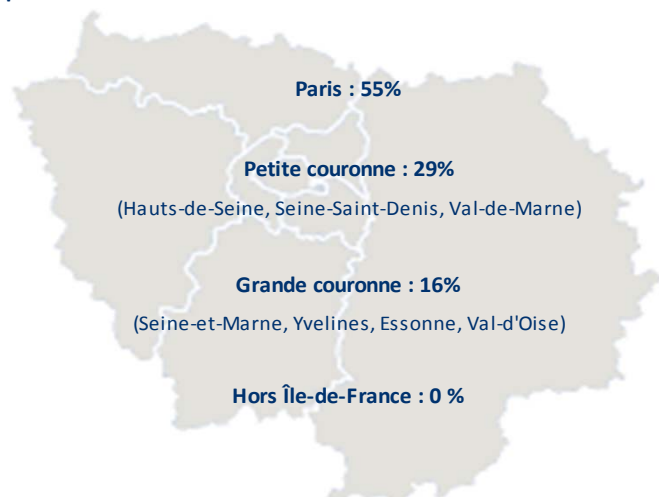 Paris : 55%
Petite couronne : 29%
(Hauts-de-Seine, Seine-Saint-Denis, Val-de-Marne)
Grande couronne : 16%
(Seine-et-Marne, Yvelines, Essonne, Val-d'Oise)
Hors Île-de-France : 0 %